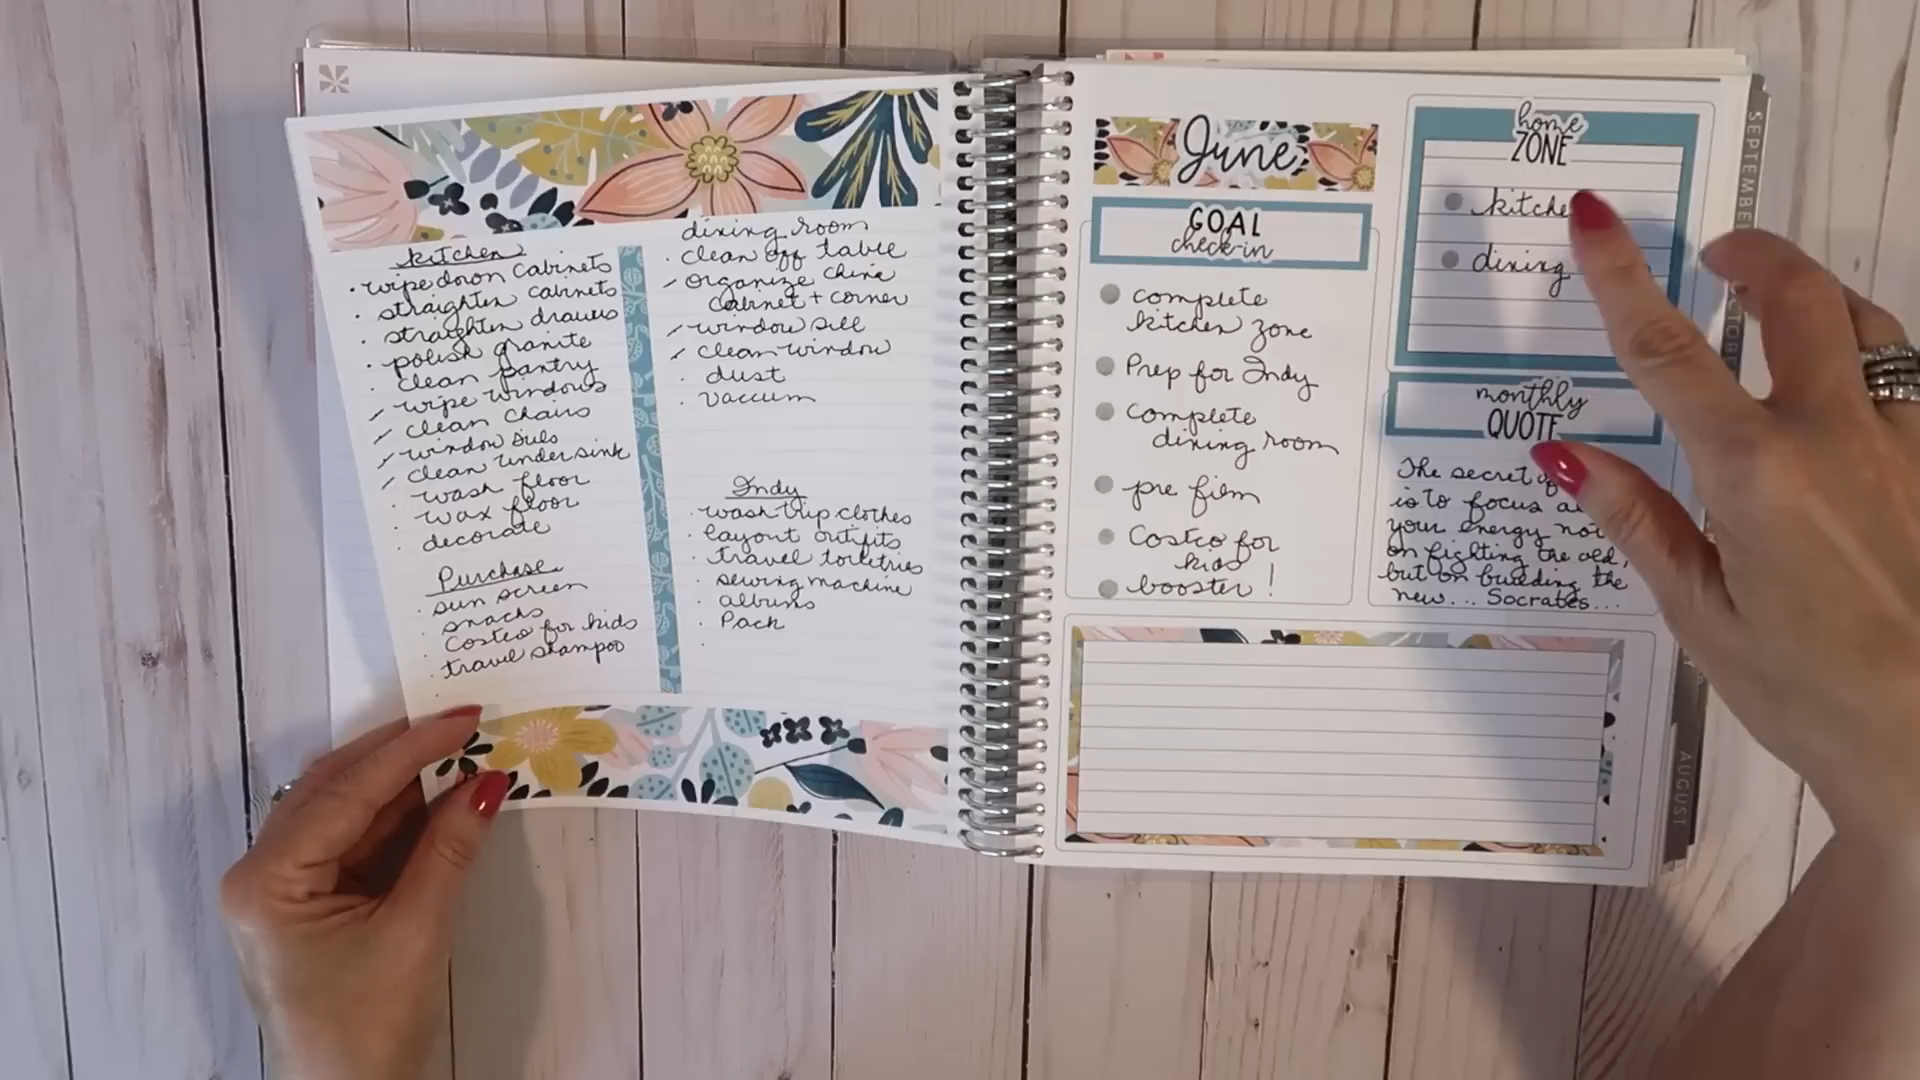 kitchen
wipe down cabinets
straighten cabinets
straighten drawers
polish granite
clean pantry
wipe windows
clean chairs
window sills
clean under sink
wash floor
wax floor
decorate
Purchase
sun screen
snacks
Costco for kids
travel shampoo
dining room
clean off table
organize china
cabinet + corner
window sill
clean window
dust
vaccum
Indy
wash trip clothes
layout outifits
travel toiletries
sewing machine
albums
Pack
June
GOAL
check-in
complete
kitchen zone
Prep for Indy
complete
dining room
pre film
Costco for
kids
booster!
home
ZONE
kitche
dining
monthly
QUOTE
The secret of
is to focus a
your energy not
on fighting the old,
but on building the
new... Socrates...
SEPTEMBER
AUGUST